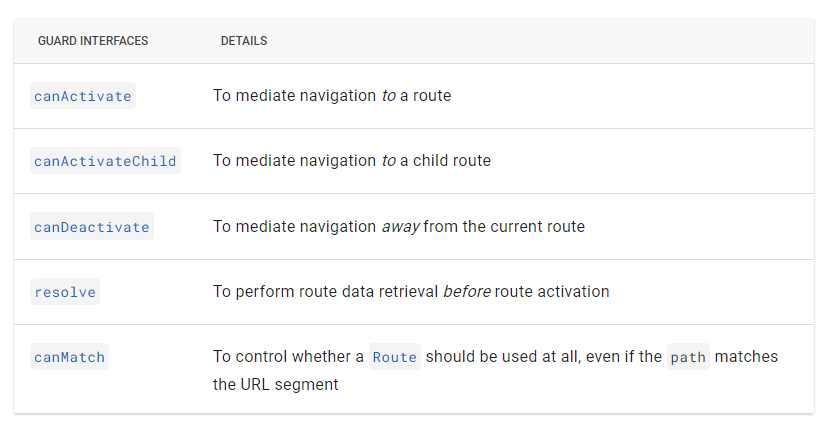 GUARD INTERFACES DETAILS
canActivate To mediate navigation to a route
canActivateChild To mediate navigation to a child route
canDeactivate To mediate navigation away from the current route
resolve To perform route data retrieval before route activation
canMatch To control whether a Route should be used at all, even if the path matches
the URL segment